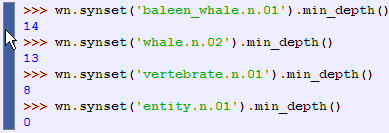 >>> wn.synset('baleen_whale.n.01').min_depth()
14
>>> wn.synset('whale.n.02').min_depth()
13
>>> wn.synset('vertebrate.n.01').min_depth()
8
>>> wn.synset('entity.n.01').min_depth()
0